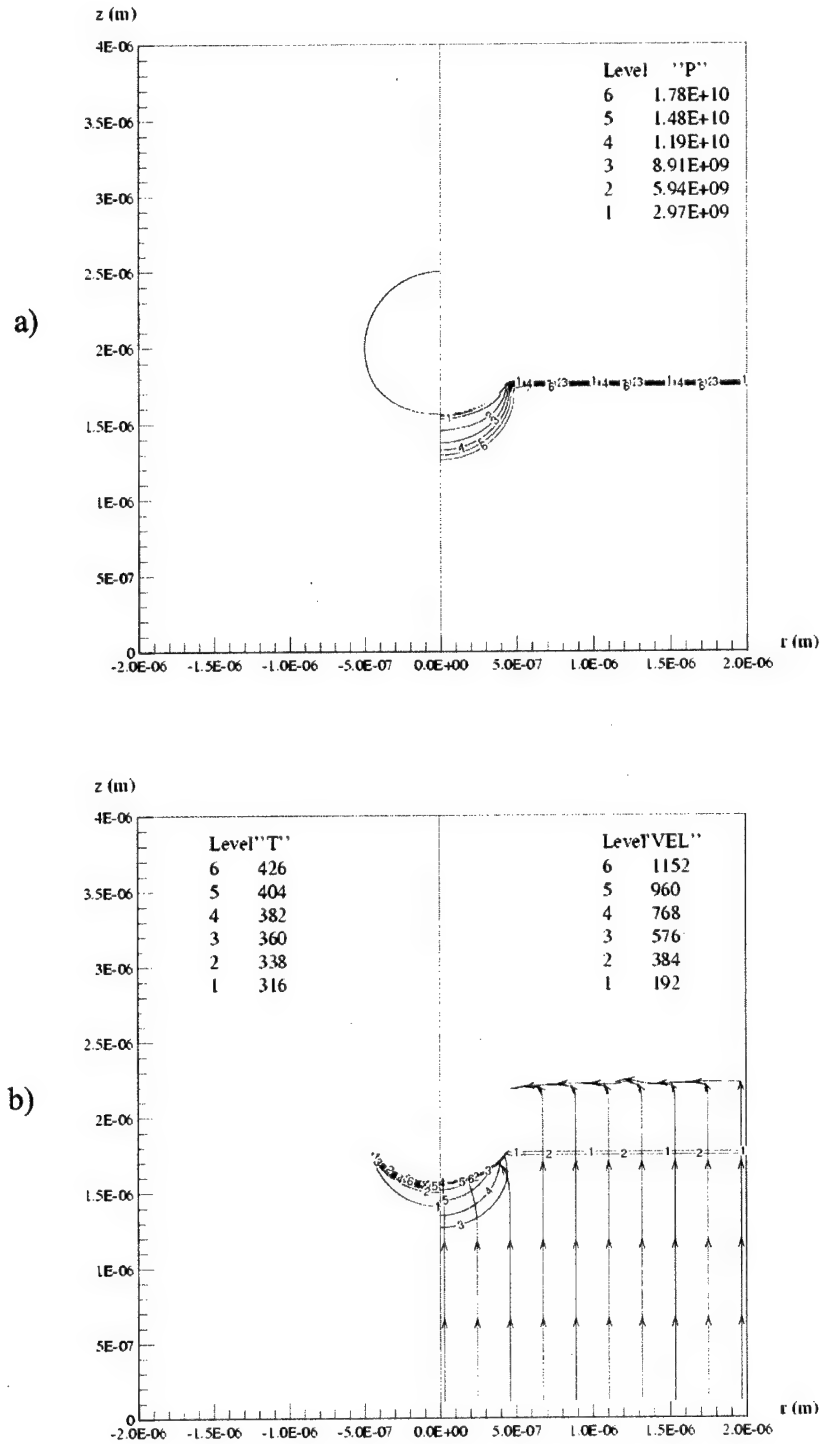 z (m)
4E-06
3.5E-06
3E-06
2.5E-06
2E-06
1.5E-06
1E-06
5E-07
0
-2.0E-06 -1.5E-06 -1.0E-06 -5.0E-07 0.0E+00 5.0E-07 1.0E-06 1.5E-06 2.0E-06
r (m)
a)
Level ''P''
6 1.78E+10
5 1.48E+10
4 1.19E+10
3 8.91E+09
2 5.94E+09
1 2.97E+09
z (m)
4E-06
3.5E-06
3E-06
2.5E-06
2E-06
1.5E-06
1E-06
5E-07
0
-2.0E-06 -1.5E-06 -1.0E-06 -5.0E-07 0.0E+00 5.0E-07 1.0E-06 1.5E-06 2.0E-06
r (m)
b)
Level''T''
6 426
5 404
4 382
3 360
2 338
1 316
Level''VEL''
6 1152
5 960
4 768
3 576
2 384
1 192
1 2 1 2 1 2 1